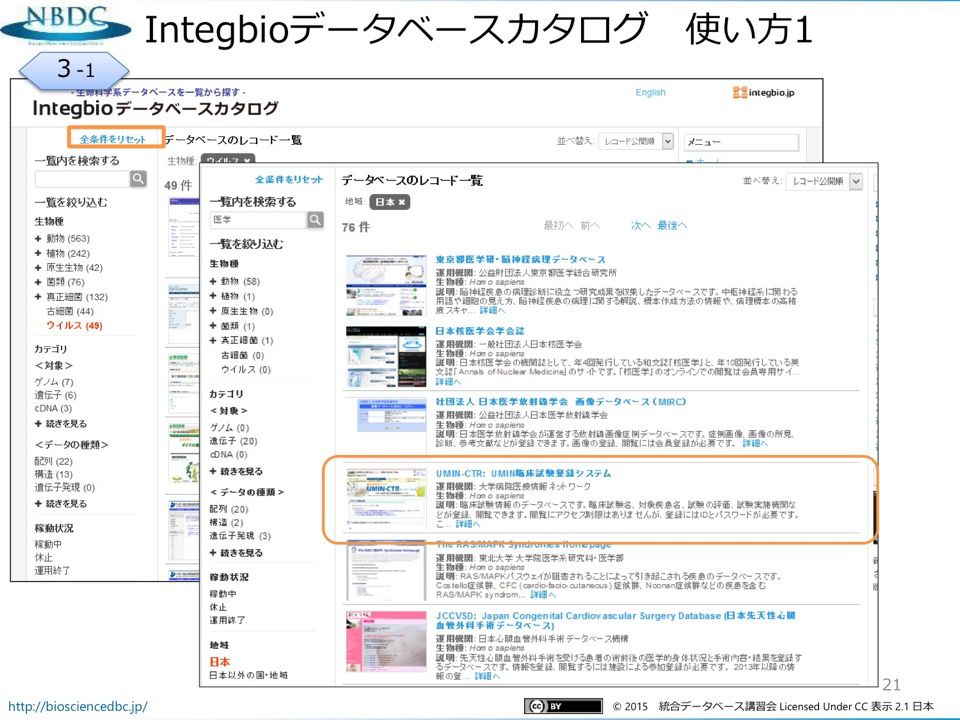 NBDC
Integbioデータベースカタログ　使い方1
3 -1
- 生命科学系データベースを一覧から探す -
Integbio データベースカタログ
English
integbio.jp
全条件をリセット
データベースのレコード一覧
並べ替え: レコード公開順
メニュー
一覧内を検索する
生物種: ウイルス ×
ホーム
49 件
一覧を絞り込む
生物種
+ 動物 (563)
+ 植物 (242)
+ 原生生物 (42)
+ 菌類 (76)
+ 真正細菌 (132)
古細菌 (44)
ウイルス (49)
カテゴリ
＜対象＞
ゲノム (7)
遺伝子 (6)
cDNA (3)
+ 続きを見る
＜データの種類＞
配列 (22)
構造 (13)
遺伝子発現 (0)
+ 続きを見る
稼動状況
稼動中
休止
運用終了
全条件をリセット
データベースのレコード一覧
並べ替え: レコード公開順
一覧内を検索する
地域: 日本 ×
医学
76 件
最初へ 前へ 次へ 最後へ
一覧を絞り込む
生物種
+ 動物 (58)
+ 植物 (1)
+ 原生生物 (0)
+ 菌類 (1)
+ 真正細菌 (1)
古細菌 (0)
ウイルス (0)
カテゴリ
＜対象＞
ゲノム (0)
遺伝子 (20)
cDNA (0)
+ 続きを見る
＜データの種類＞
配列 (20)
構造 (2)
遺伝子発現 (3)
+ 続きを見る
稼動状況
稼動中
休止
運用終了
地域
日本
日本以外の国・地域
東京都医学研・脳神経病理データベース
運用機関: 公益財団法人東京都医学総合研究所
生物種: Homo sapiens
説明: 脳神経疾患の病理診断に役立つ研究成果を収集したデータベースです。中枢神経系に関わる
用語や細胞の見え方、脳神経疾患の病理に関する解説、標本作成方法の情報や、病理標本の高精
度スキャ... 詳細へ
日本核医学会学会誌
運用機関: 一般社団法人日本核医学会
生物種: Homo sapiens
説明: 日本核医学会の機関誌として、年4回発行している和文誌「核医学」と、年10回発行している英
文誌「Annals of Nuclear Medicine」のサイトです。「核医学」のオンラインでの閲覧は会員専用サイ...
詳細へ
社団法人 日本医学放射線学会 画像データベース (MIRC)
運用機関: 公益社団法人日本医学放射線学会
生物種: Homo sapiens
説明: 日本医学放射線学会が運営する放射線画像症例データベースです。症例画像、画像の所見、
診断、参考文献などが登録できます。画像の登録、閲覧には会員登録が必要です。 詳細へ
UMIN-CTR
UMIN-CTR: UMIN臨床試験登録システム
運用機関: 大学病院医療情報ネットワーク
生物種: Homo sapiens
説明: 臨床試験情報のデータベースです。臨床試験名、対象疾患名、試験の評価、試験実施機関な
どが登録、閲覧できます。閲覧にアクセス制限はありませんが、登録にはIDとパスワードが必要です。
こ... 詳細へ
The RAS/MAPK Syndromes Homepage
運用機関: 東北大学 大学院医学系研究科・医学部
生物種: Homo sapiens
説明: RAS/MAPKパスウェイが阻害されることによって引き起こされる疾患のデータベースです。
Costello症候群、CFC (cardio-facio-cutaneous) 症候群、Noonan症候群などの疾患を含む
RAS/MAPK syndrom... 詳細へ
JCCVSD: Japan Congenital Cardiovascular Surgery Database (日本先天性心臓
血管外科手術データベース)
運用機関: 日本心臓血管外科手術データベース機構
生物種: Homo sapiens
説明: 先天性心臓血管外科手術を受ける患者の術前後の医学的身体状況と手術内容・結果を登録す
るデータベースです。情報を登録、閲覧するには施設による参加登録が必要です。2013年以降の情
報の登... 詳細へ
21
http://biosciencedbc.jp/
cc BY
© 2015　統合データベース講習会 Licensed Under CC 表示 2.1 日本